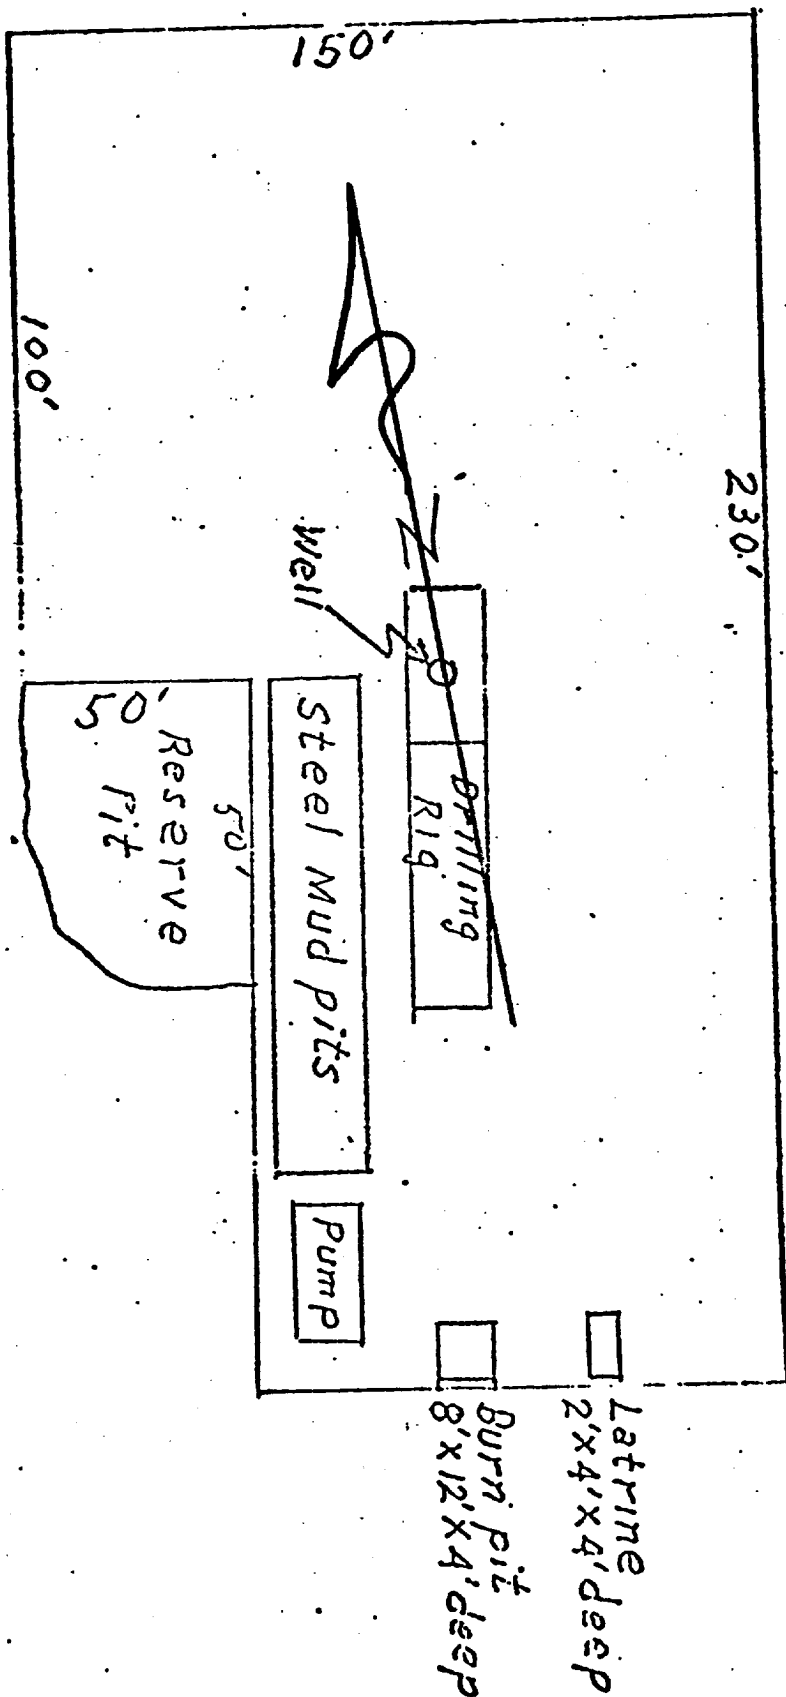 150'
100'
230'
N
Well
Drilling
Rig
50'
50'
Reserve
Pit
Steel Mud pits
Pump
Latrine
2'x4'x4' deep
Burn pit
8'x12'x4' deep